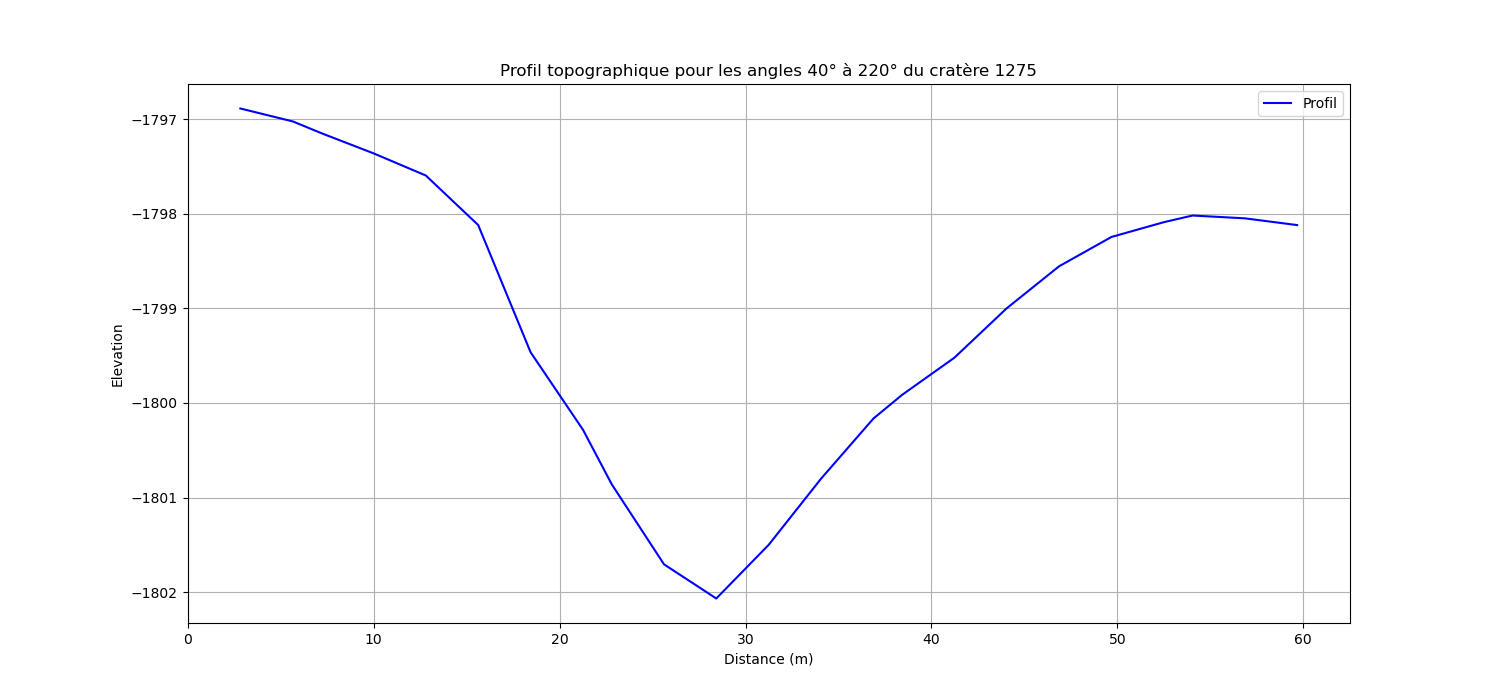 Profil topographique pour les angles 40° à 220° du cratère 1275
Profil
−1797
−1798
−1799
−1800
−1801
−1802
Elevation
0 10 20 30 40 50 60
Distance (m)